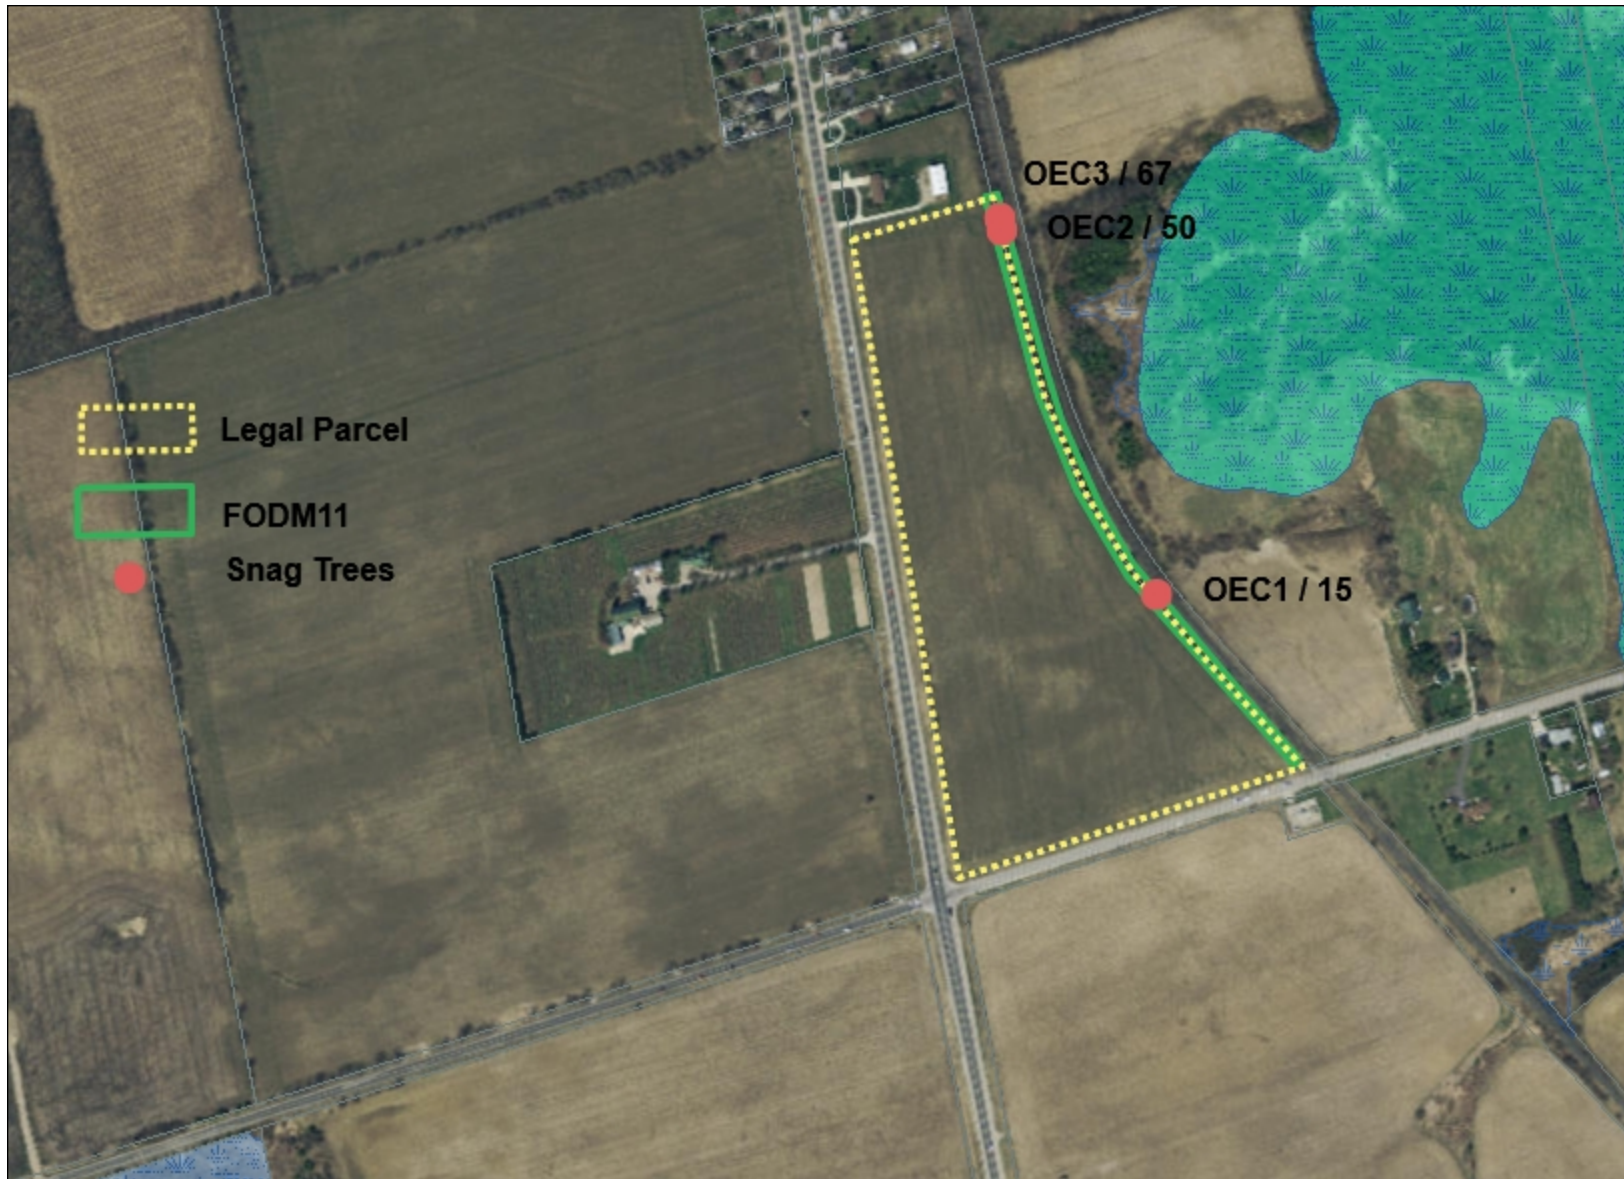 OEC3 / 67
OEC2 / 50
Legal Parcel
FODM11
Snag Trees
OEC1 / 15